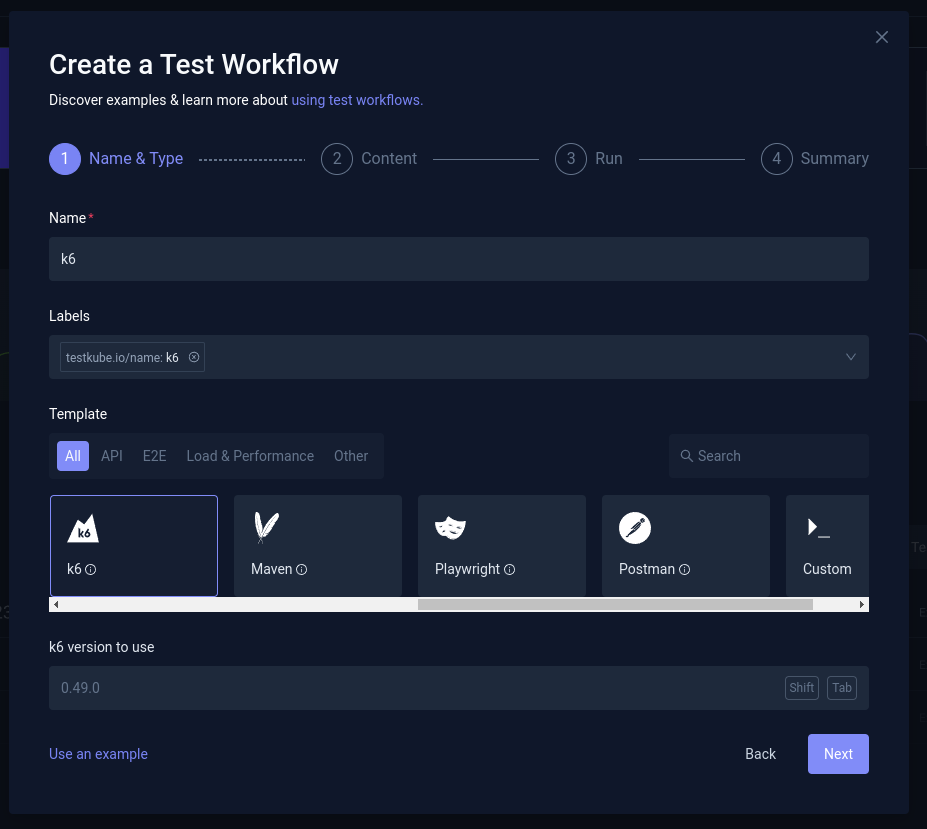 Create a Test Workflow
Discover examples & learn more about using test workflows.
1 Name & Type 2 Content 3 Run 4 Summary
Name*
k6
Labels
testkube.io/name: k6
Template
All API E2E Load & Performance Other Search
k6
k6 Maven Playwright Postman Custom
k6 version to use
0.49.0 Shift Tab
Use an example Back Next